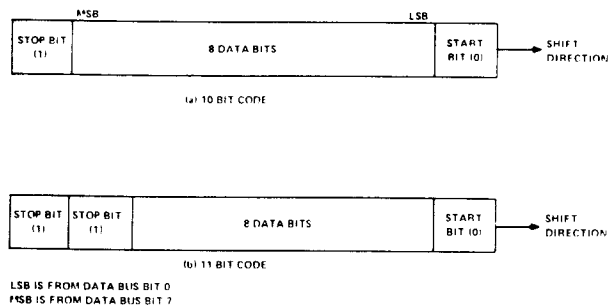 MSB LSB
STOP BIT (1) 8 DATA BITS START BIT (0) SHIFT DIRECTION
(a) 10 BIT CODE
STOP BIT (1) STOP BIT (1) 8 DATA BITS START BIT (0) SHIFT DIRECTION
(b) 11 BIT CODE
LSB IS FROM DATA BUS BIT 0
MSB IS FROM DATA BUS BIT 7